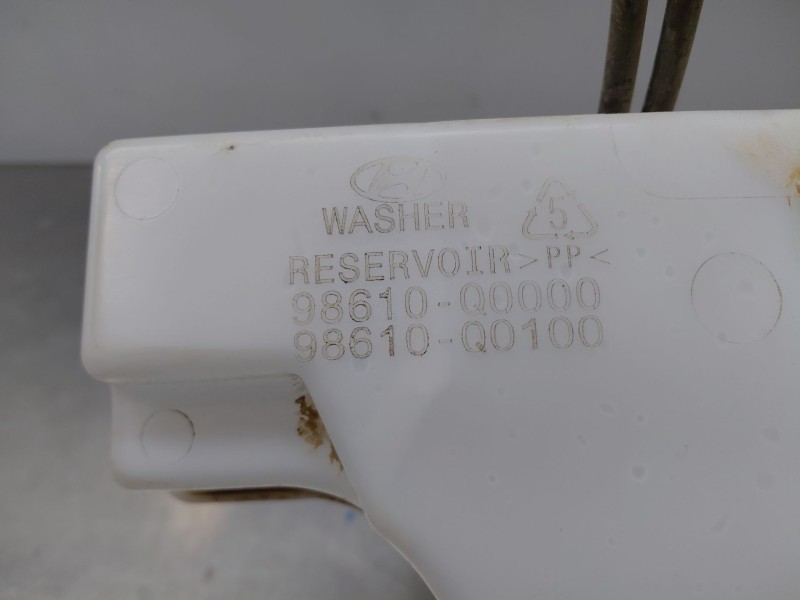 WASHER 5
RESERVOIR >PP<
98610-Q0000
98610-Q0100